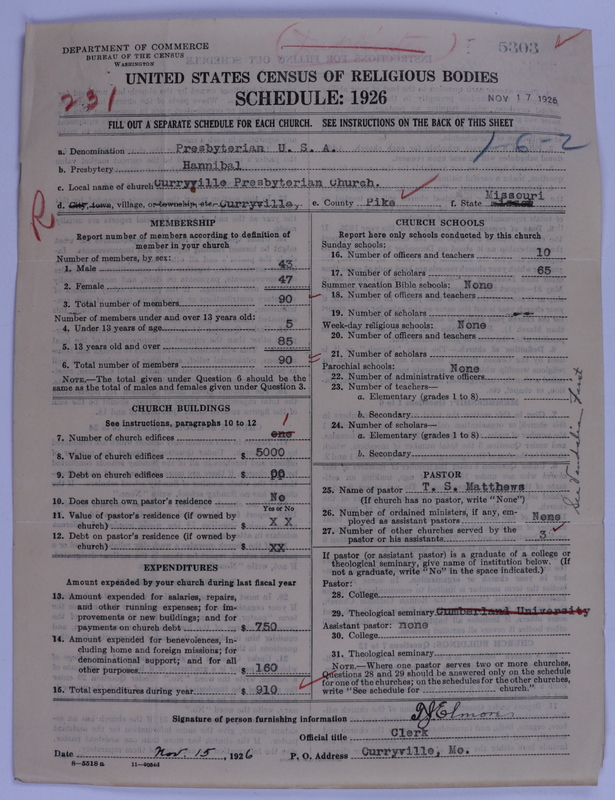 DEPARTMENT OF COMMERCE
BUREAU OF THE CENSUS
WASHINGTON
5303
UNITED STATES CENSUS OF RELIGIOUS BODIES
231
SCHEDULE: 1926
NOV 17 1926
FILL OUT A SEPARATE SCHEDULE FOR EACH CHURCH. SEE INSTRUCTIONS ON THE BACK OF THIS SHEET
1-6-2
a. Denomination Presbyterian U. S. A.
b. Presbytery Hannibal
c. Local name of church Curryville Presbyterian Church.
R
d. City, town, village, or township, etc. Curryville, e. County Pike f. State Missouri
MEMBERSHIP
Report number of members according to definition of
member in your church
Number of members, by sex:
1. Male 43
2. Female 47
3. Total number of members 90
Number of members under and over 13 years old:
4. Under 13 years of age 5
5. 13 years old and over 85
6. Total number of members 90
NOTE.—The total given under Question 6 should be the
same as the total of males and females given under Question 3.
CHURCH BUILDINGS
See instructions, paragraphs 10 to 12
1
7. Number of church edifices one
8. Value of church edifices $ 5000
9. Debt on church edifices $ 00
10. Does church own pastor's residence No
Yes or No
11. Value of pastor's residence (if owned by
church) $ X X
12. Debt on pastor's residence (if owned by
church) $ XX
EXPENDITURES
Amount expended by your church during last fiscal year
13. Amount expended for salaries, repairs,
and other running expenses; for im-
provements or new buildings; and for
payments on church debt $ 750
14. Amount expended for benevolences, in-
cluding home and foreign missions; for
denominational support; and for all
other purposes $ 160
15. Total expenditures during year $ 910
CHURCH SCHOOLS
Report here only schools conducted by this church
Sunday schools:
16. Number of officers and teachers 10
17. Number of scholars 65
Summer vacation Bible schools: None
18. Number of officers and teachers
19. Number of scholars
Week-day religious schools: None
20. Number of officers and teachers
21. Number of scholars
Parochial schools: None
22. Number of administrative officers
23. Number of teachers—
a. Elementary (grades 1 to 8)
b. Secondary
24. Number of scholars—
a. Elementary (grades 1 to 8)
b. Secondary
See Vandalia First
PASTOR
25. Name of pastor T. S. Matthews
(If church has no pastor, write "None")
26. Number of ordained ministers, if any, em-
ployed as assistant pastors None
27. Number of other churches served by the
pastor or his assistants 3
If pastor (or assistant pastor) is a graduate of a college or
theological seminary, give name of institution below. (If
not a graduate, write "No" in the space indicated.)
Pastor:
28. College
29. Theological seminary Cumberland University
Assistant pastor: none
30. College
31. Theological seminary
NOTE.—Where one pastor serves two or more churches,
Questions 28 and 29 should be answered only on the schedule
for one of the churches; on the schedules for the other churches,
write "See schedule for church."
Signature of person furnishing information Elmore
Official title Clerk
Date Nov. 15, 1926 P. O. Address Curryville, Mo.
8—5518 a